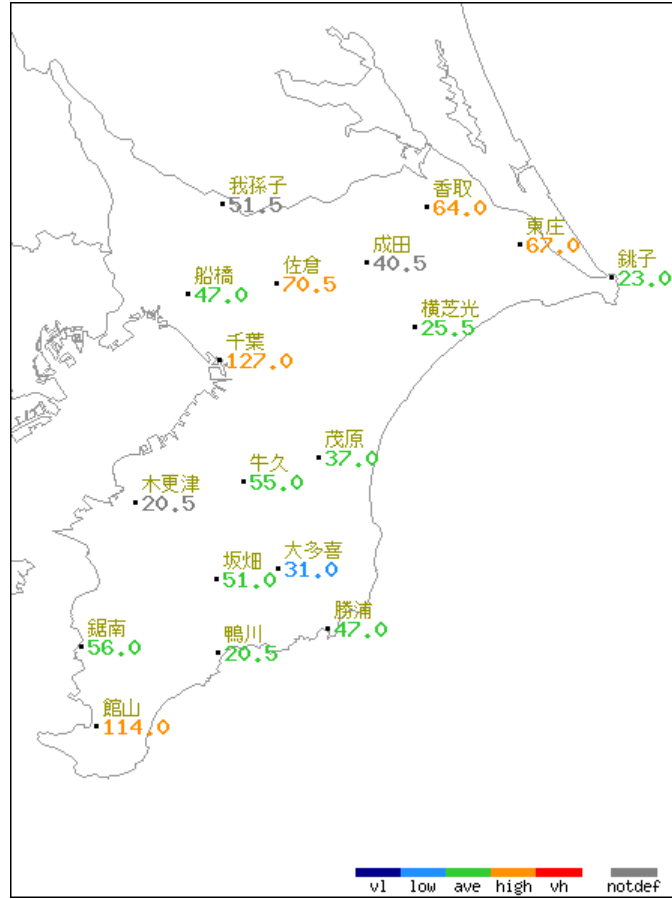 我孫子
51.5
香取
64.0
東庄
67.0
成田
40.5
銚子
23.0
佐倉
70.5
船橋
47.0
横芝光
25.5
千葉
127.0
茂原
37.0
牛久
55.0
木更津
20.5
大多喜
31.0
坂畑
51.0
勝浦
47.0
鋸南
56.0
鴨川
20.5
館山
114.0
vl low ave high vh notdef